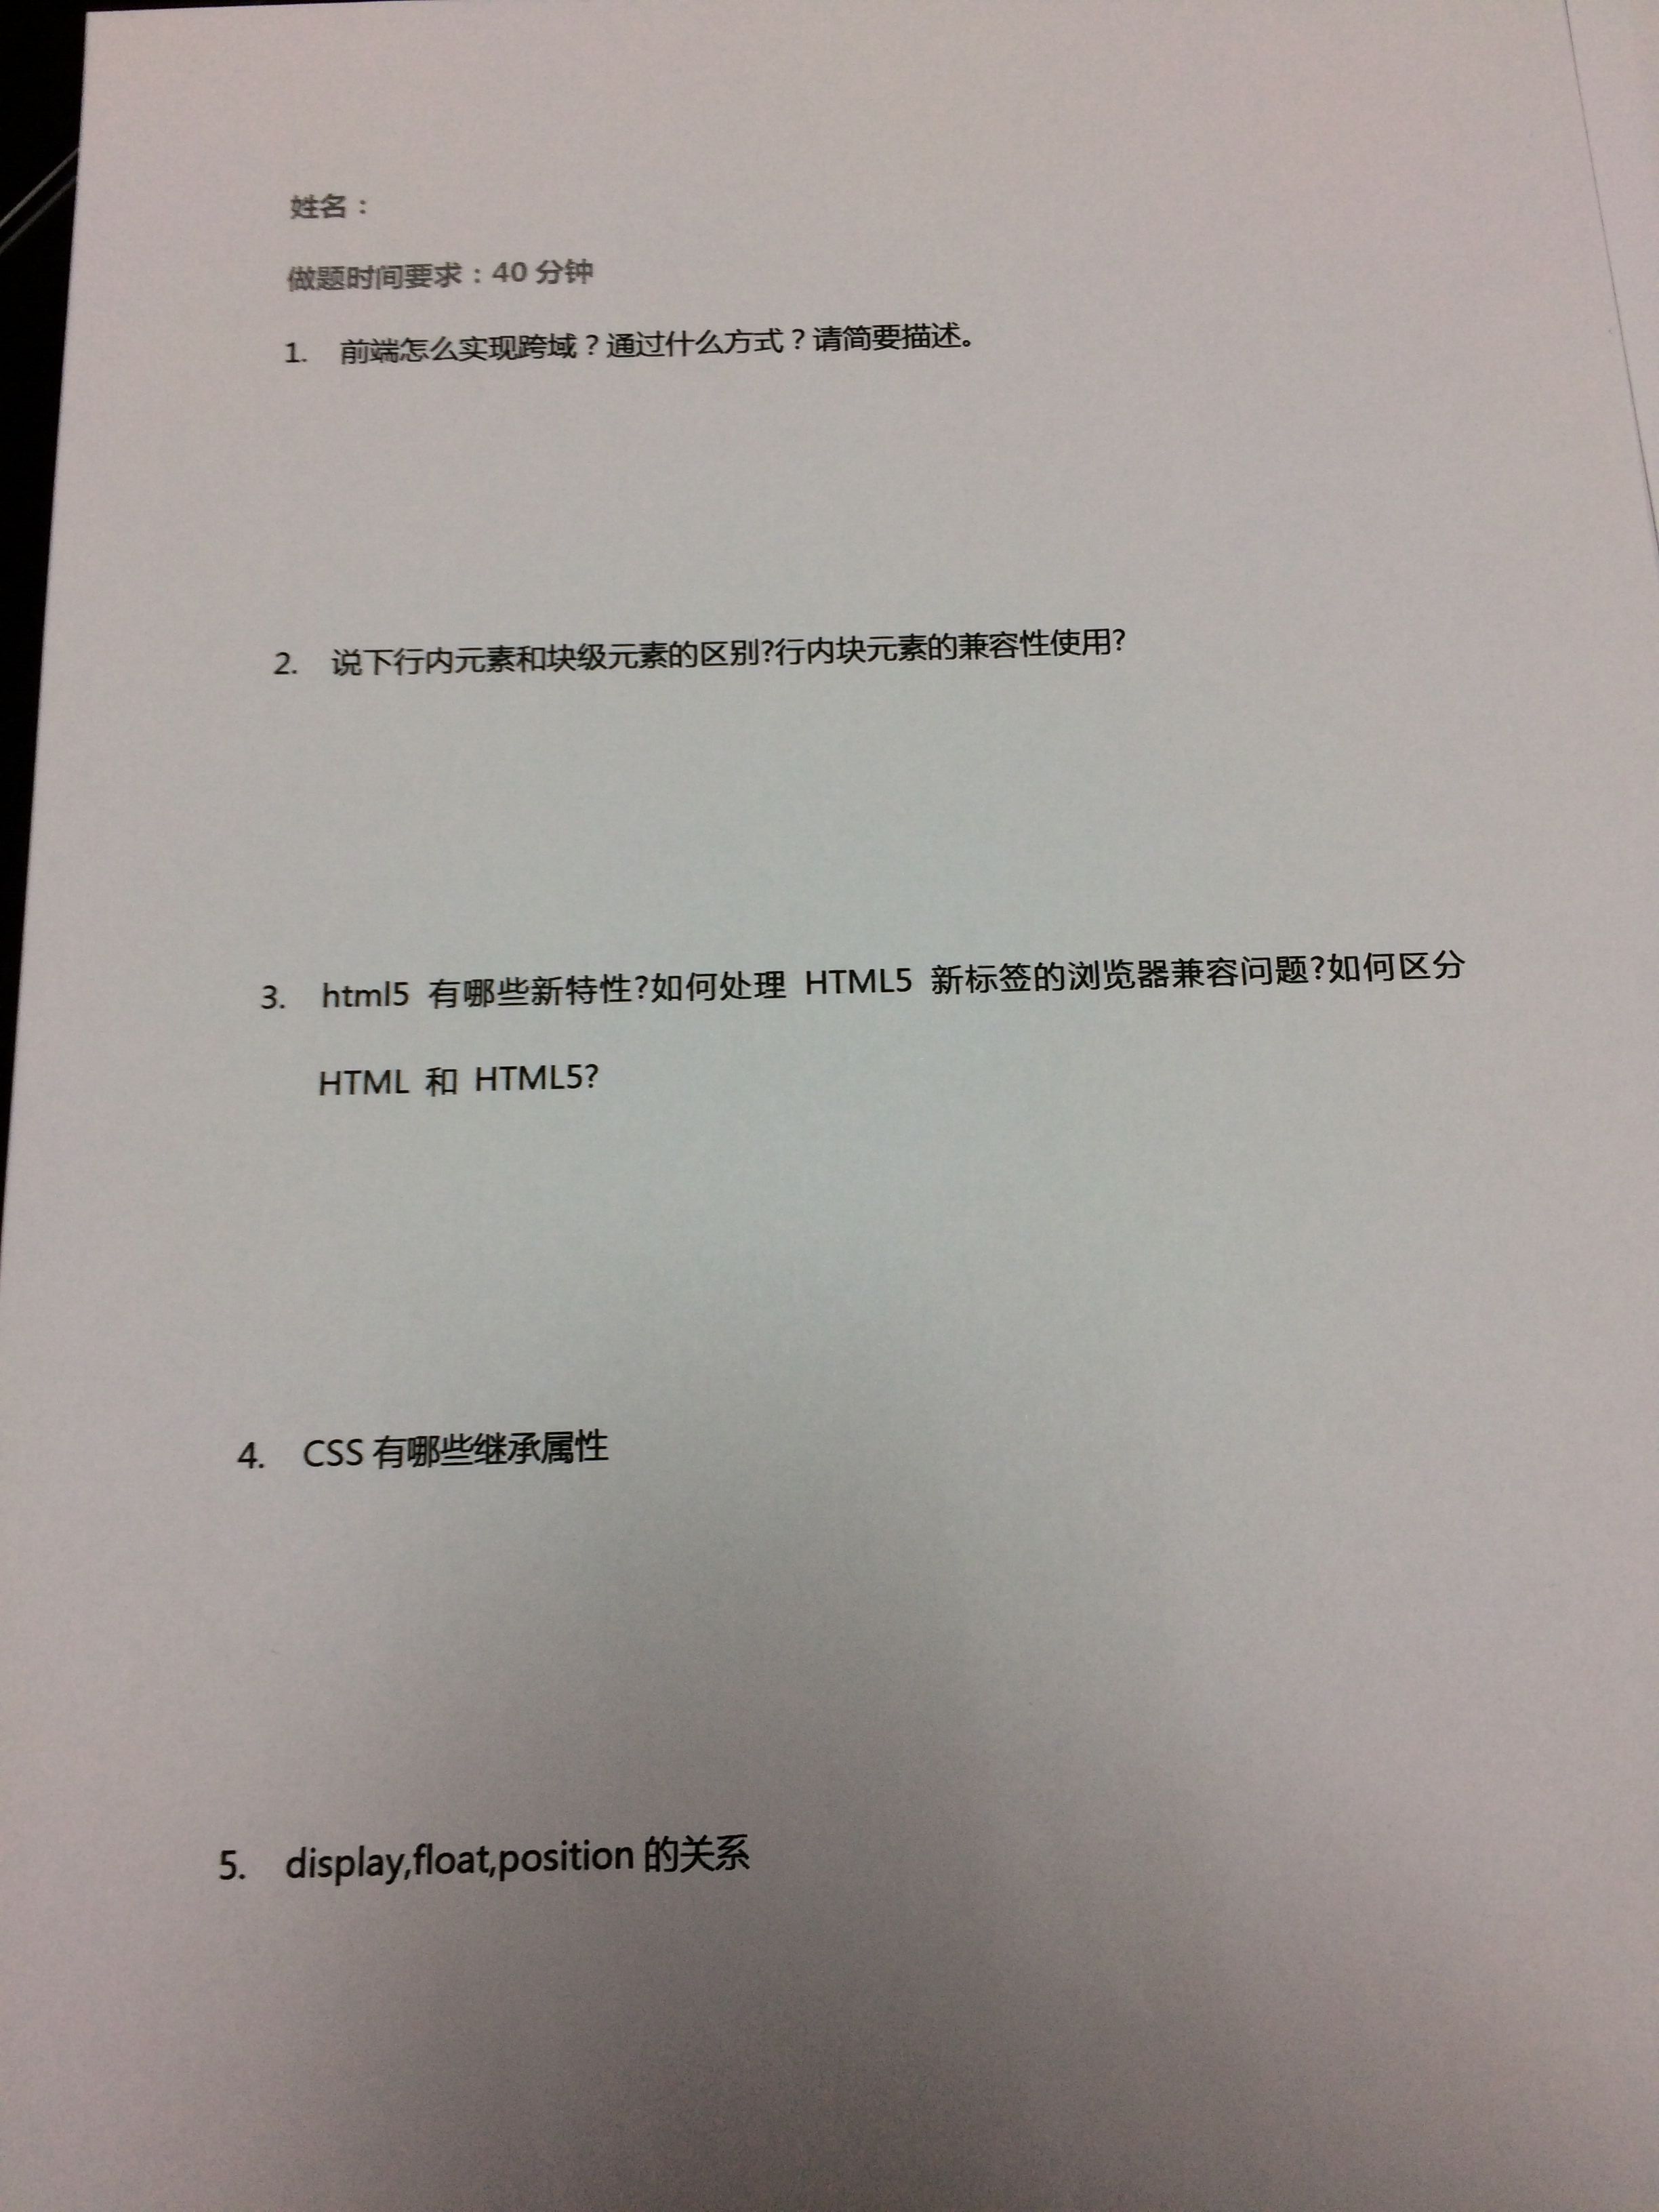 姓名：
做题时间要求：40 分钟
1. 前端怎么实现跨域？通过什么方式？请简要描述。
2. 说下行内元素和块级元素的区别?行内块元素的兼容性使用?
3. html5 有哪些新特性?如何处理 HTML5 新标签的浏览器兼容问题?如何区分
HTML 和 HTML5?
4. CSS 有哪些继承属性
5. display,float,position 的关系